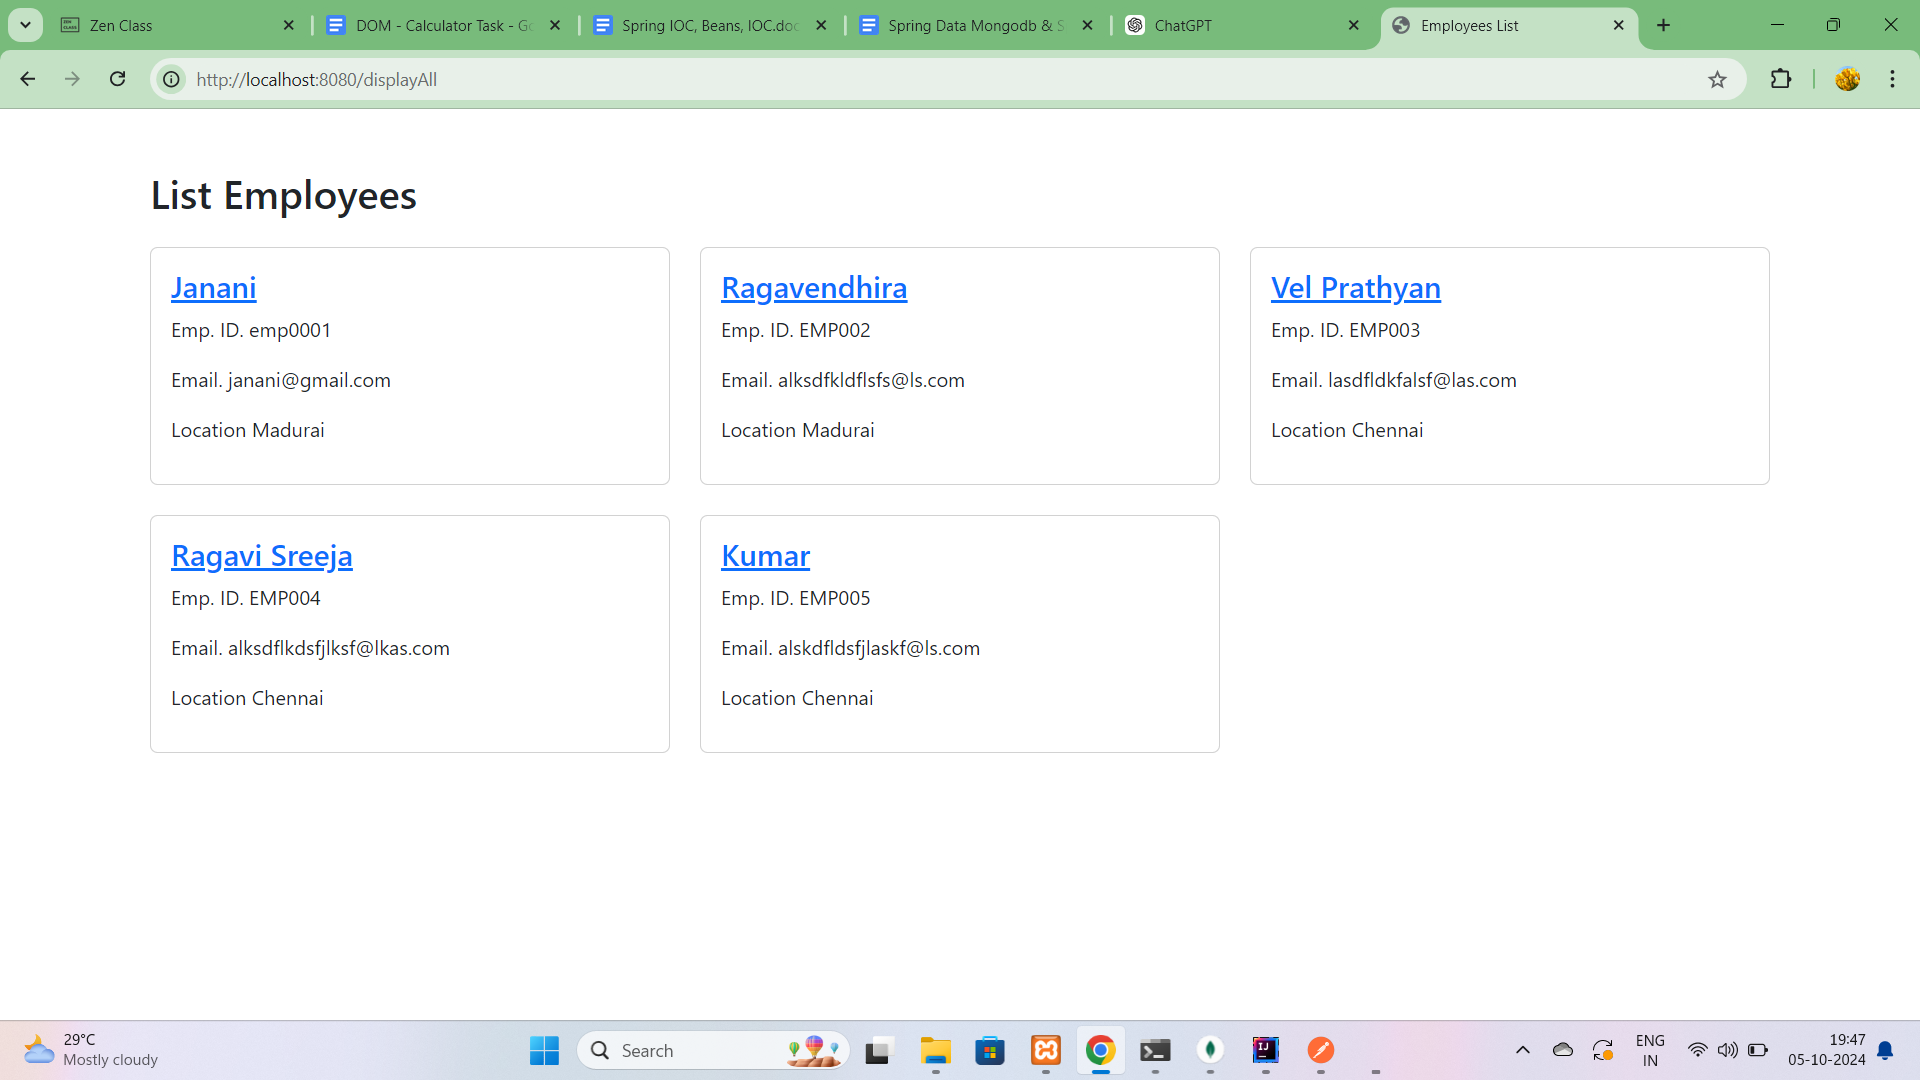 Zen Class
DOM - Calculator Task - Go
Spring IOC, Beans, IOC.doc
Spring Data Mongodb & S
ChatGPT
Employees List
http://localhost:8080/displayAll
List Employees
Janani
Emp. ID. emp0001
Email. janani@gmail.com
Location Madurai
Ragavendhira
Emp. ID. EMP002
Email. alksdfkldflsfs@ls.com
Location Madurai
Vel Prathyan
Emp. ID. EMP003
Email. lasdfldkfalsf@las.com
Location Chennai
Ragavi Sreeja
Emp. ID. EMP004
Email. alksdflkdsfjlksf@lkas.com
Location Chennai
Kumar
Emp. ID. EMP005
Email. alskdfldsfjlaskf@ls.com
Location Chennai
29°C
Mostly cloudy
Search
ENG
IN
19:47
05-10-2024